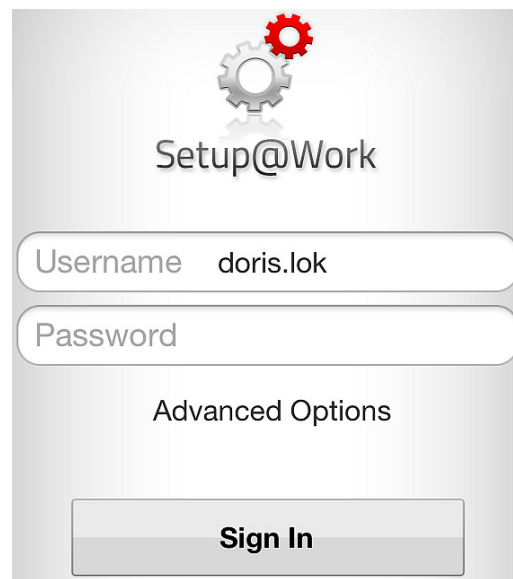 Setup@Work
Username doris.lok
Password
Advanced Options
Sign In